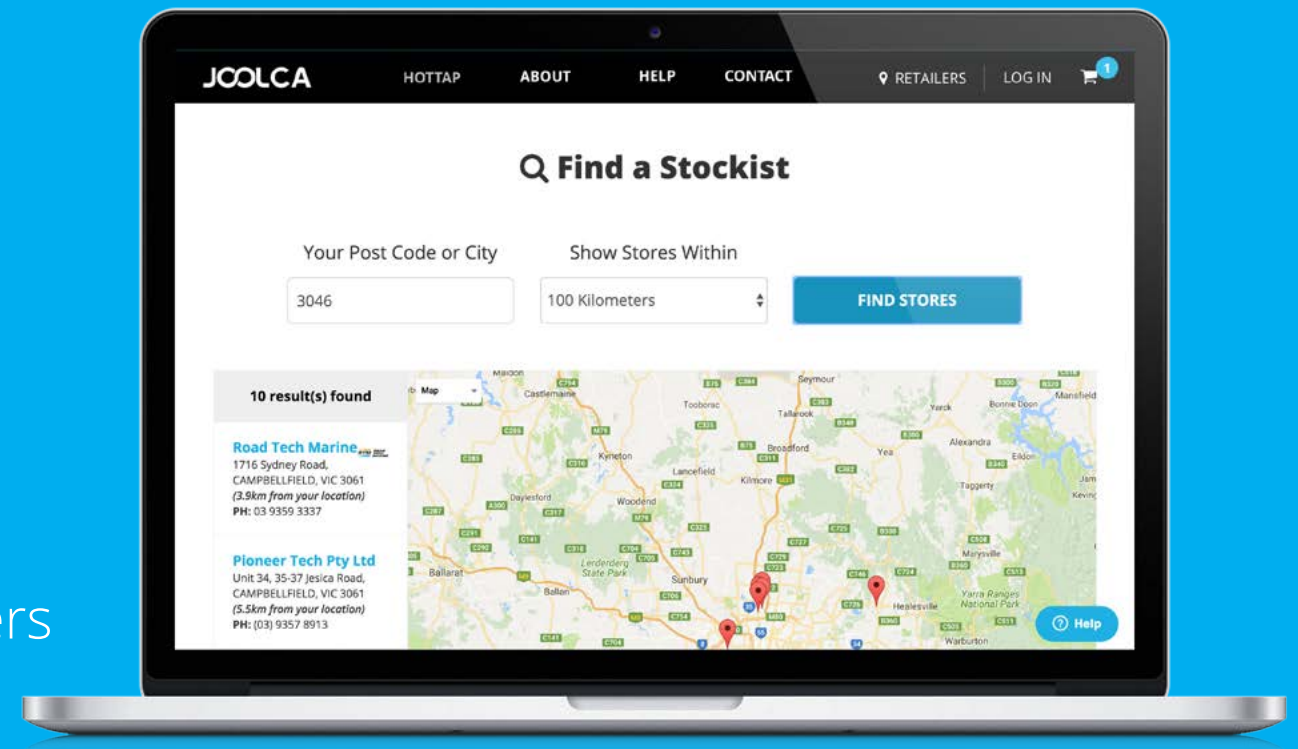 JOOLCA
HOTTAP
ABOUT
HELP
CONTACT
RETAILERS
LOG IN
1
Find a Stockist
Your Post Code or City
Show Stores Within
3046
100 Kilometers
FIND STORES
10 result(s) found
Road Tech Marine
1716 Sydney Road,
CAMPBELLFIELD, VIC 3061
(3.9km from your location)
PH: 03 9359 3337
Pioneer Tech Pty Ltd
Unit 34, 35-37 Jesica Road,
CAMPBELLFIELD, VIC 3061
(5.5km from your location)
PH: (03) 9357 8913
Map
Maldon
Castlemaine
Tooborac
Seymour
Tallarook
Yarck
Bonnie Doon
Mansfield
Kyneton
Broadford
Yea
Alexandra
Eildon
Lancefield
Kilmore
Taggerty
Daylesford
Woodend
Marysville
Lerderderg
State Park
Ballarat
Ballan
Sunbury
Healesville
Yarra Ranges
National Park
Warburton
Help
ers